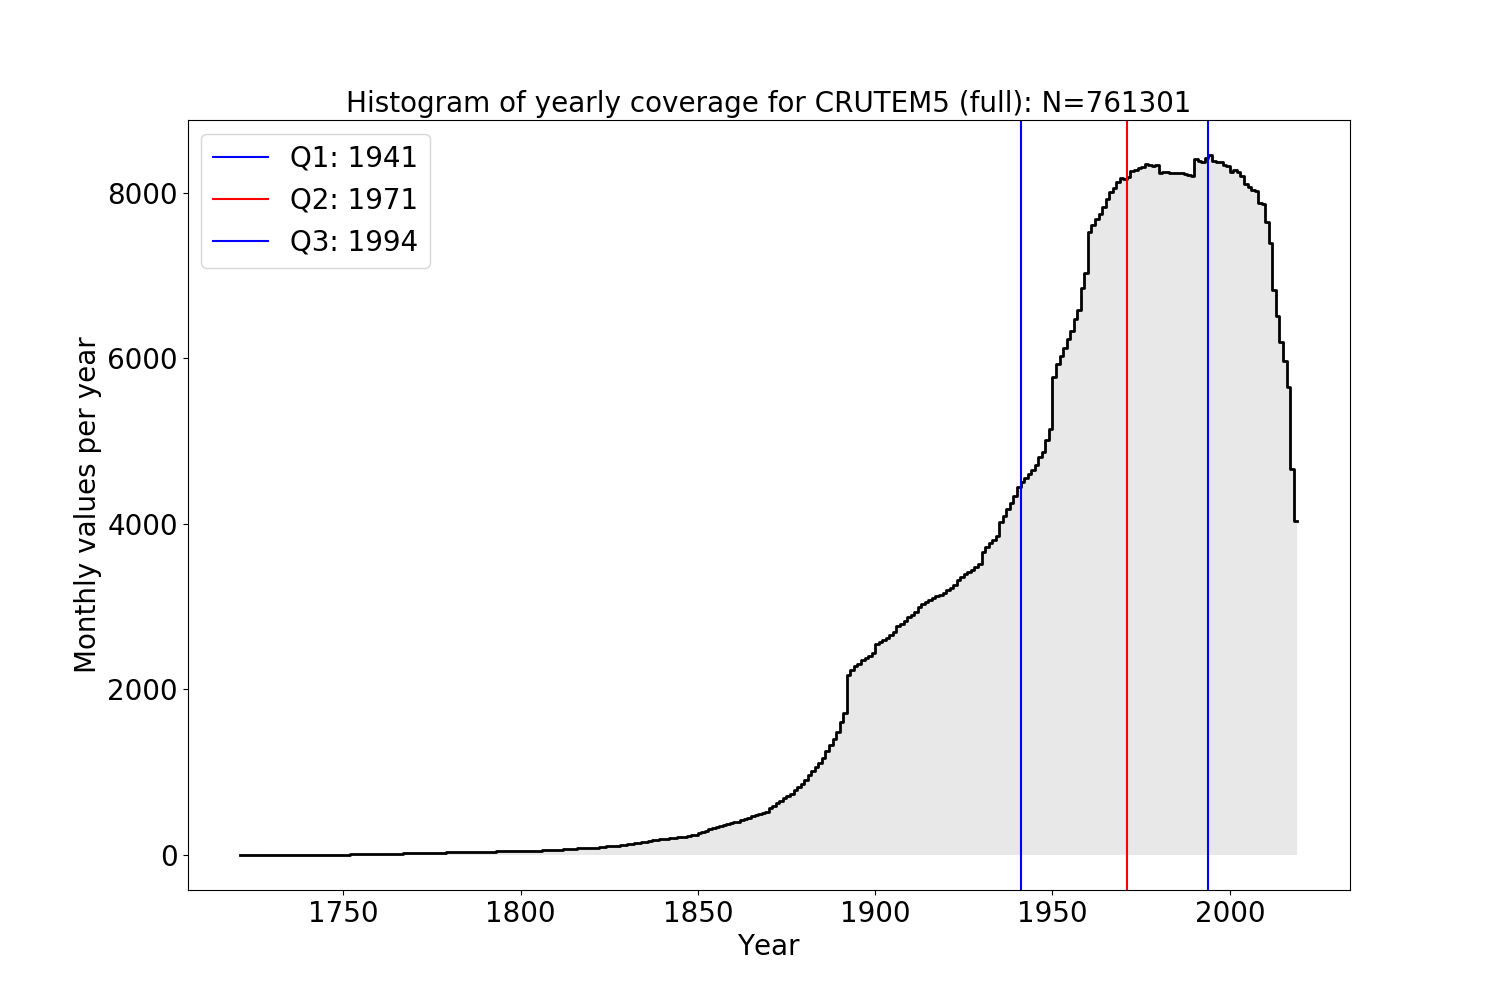 Histogram of yearly coverage for CRUTEM5 (full): N=761301
Q1: 1941
Q2: 1971
Q3: 1994
Monthly values per year
8000
6000
4000
2000
0
1750 1800 1850 1900 1950 2000
Year